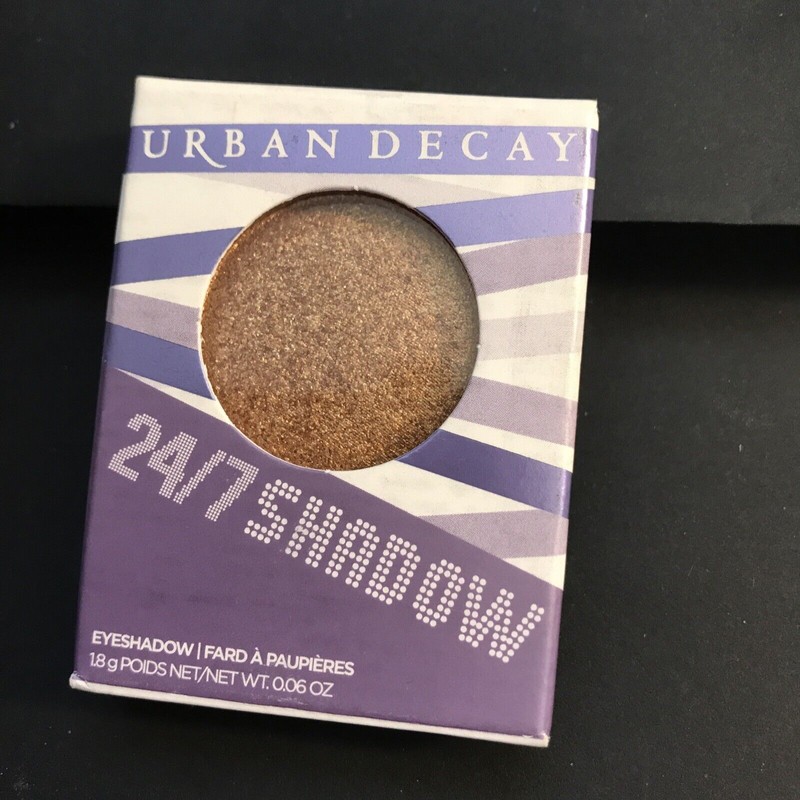 URBAN DECAY
24/7 SHADOW
EYESHADOW | FARD À PAUPIÈRES
1.8 g POIDS NET/NET WT. 0.06 OZ